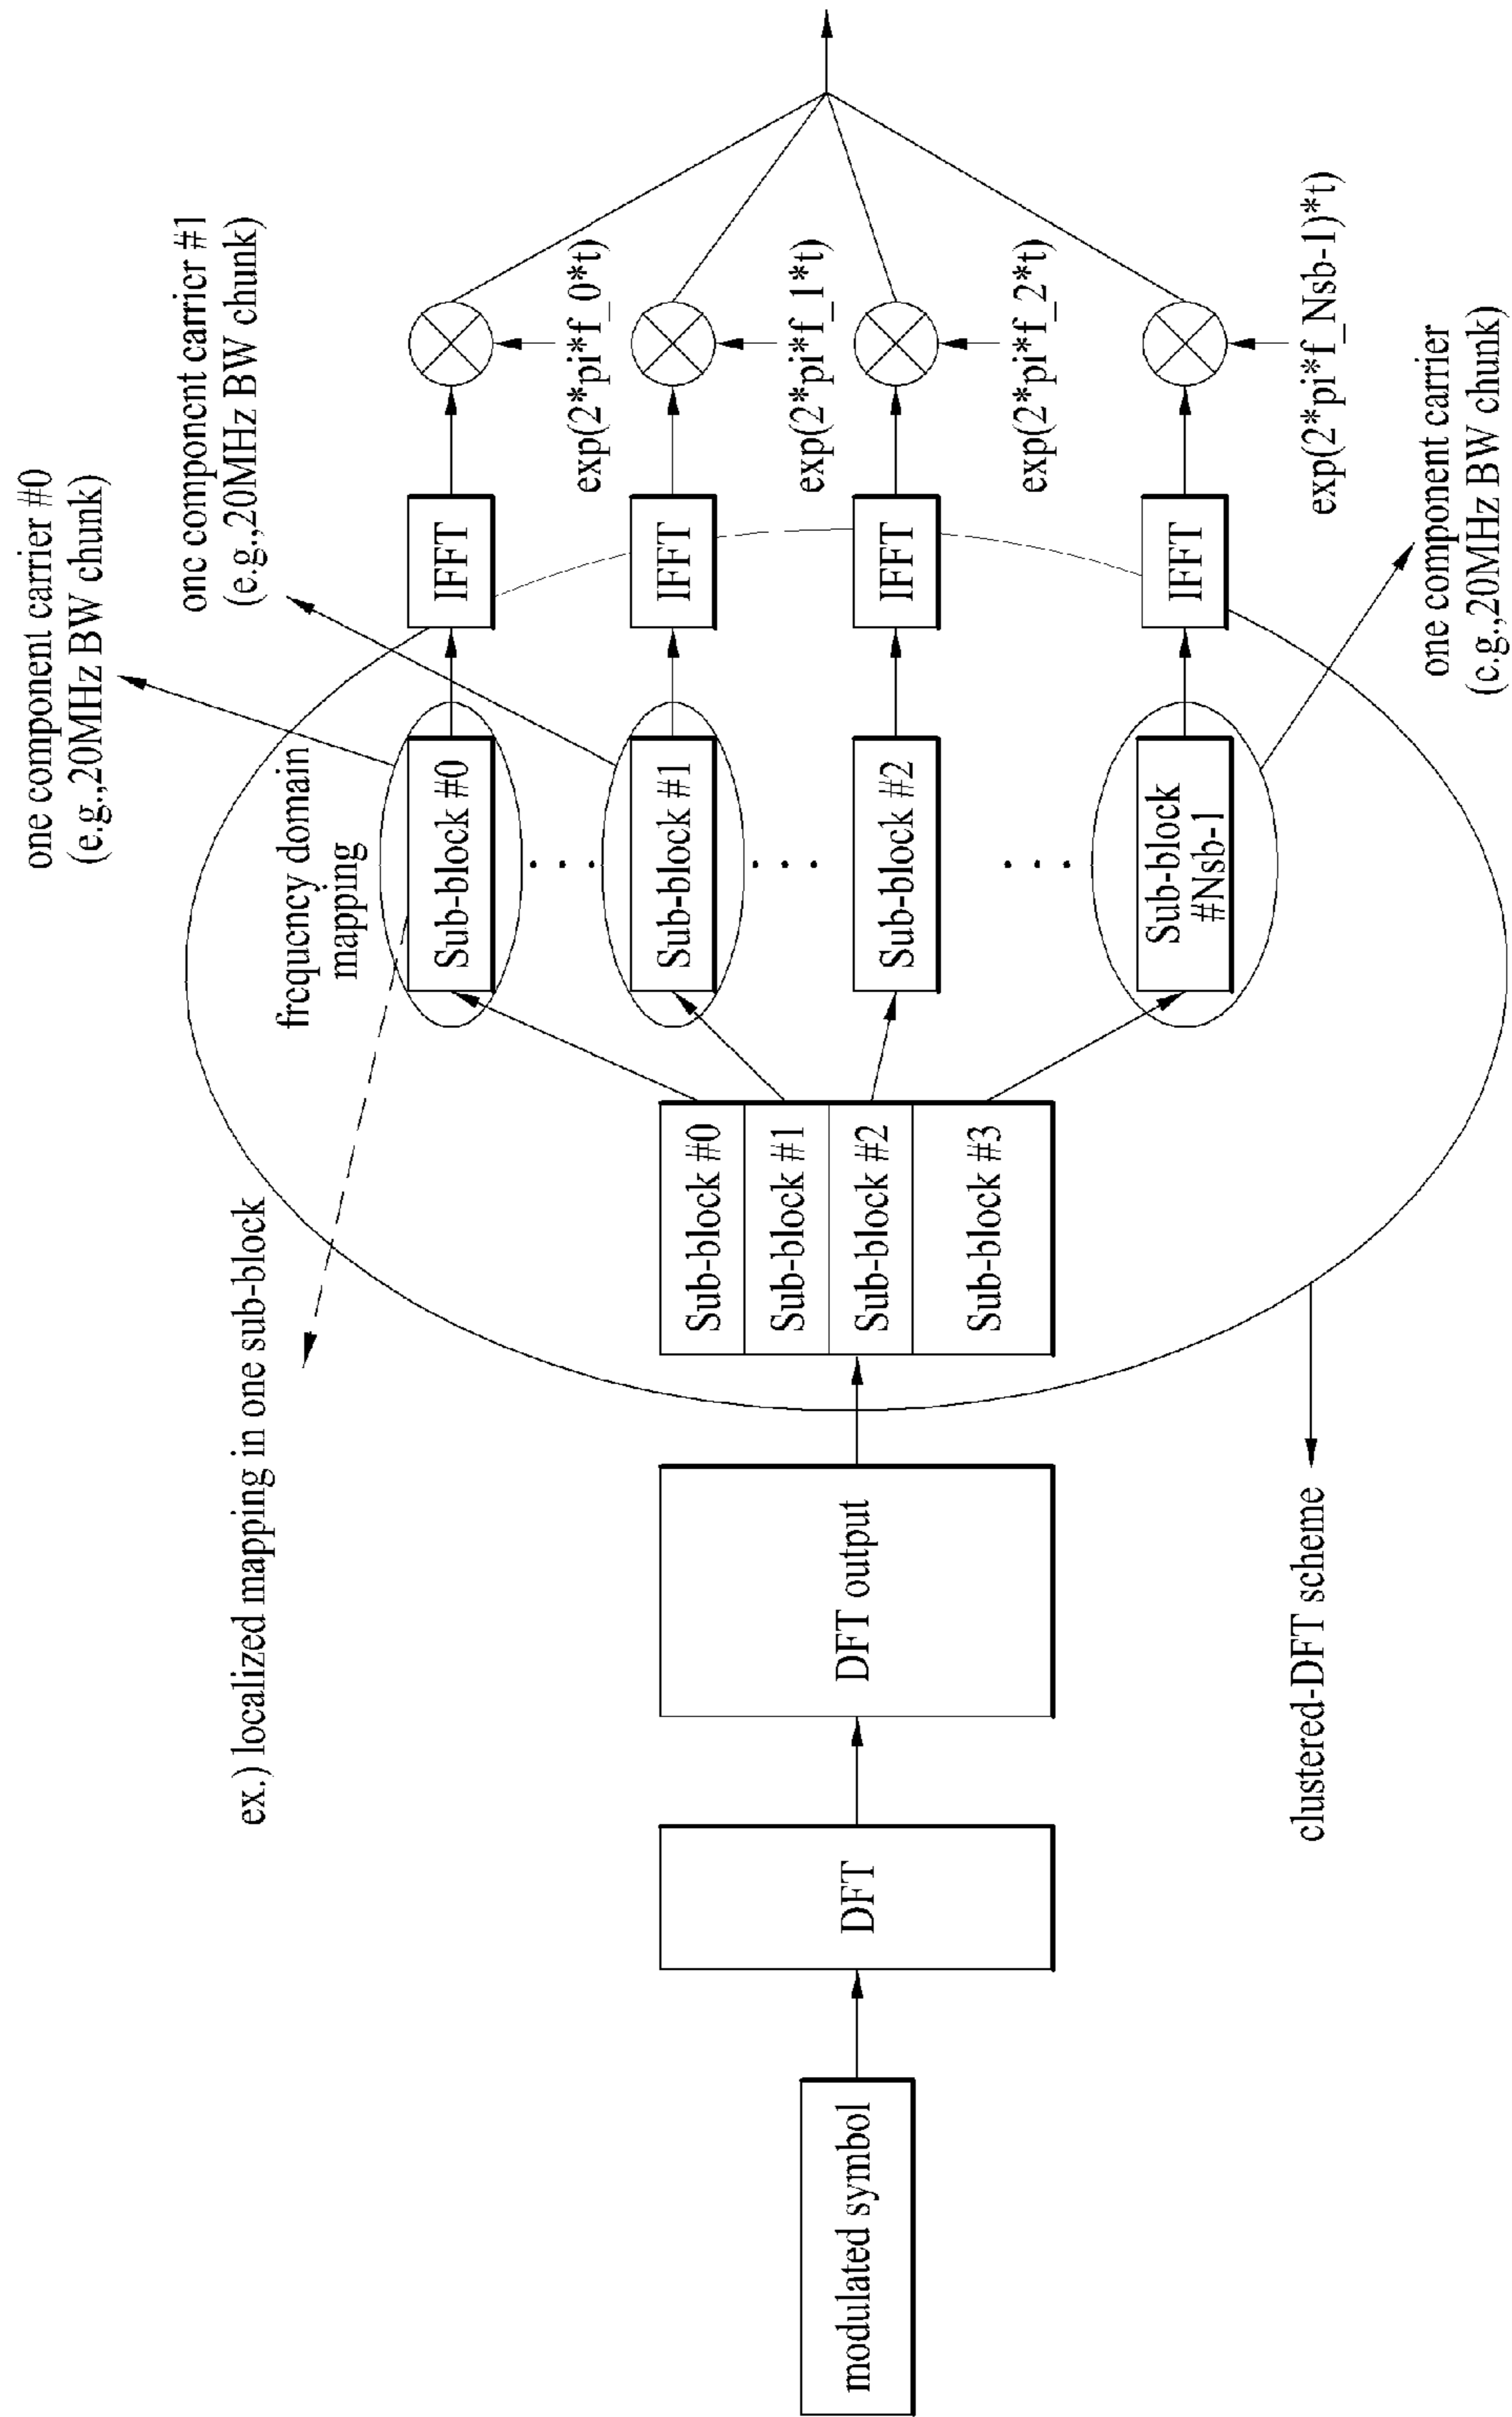 modulated symbol
DFT
DFT output
Sub-block #0
Sub-block #1
Sub-block #2
Sub-block #3
clustered-DFT scheme
ex.) localized mapping in one sub-block
frequency domain
mapping
Sub-block #0
Sub-block #1
Sub-block #2
Sub-block
#Nsb-1
one component carrier #0
(e.g.,20MHz BW chunk)
one component carrier #1
(e.g.,20MHz BW chunk)
one component carrier
(e.g.,20MHz BW chunk)
IFFT
IFFT
IFFT
IFFT
exp(2*pi*f_0*t)
exp(2*pi*f_1*t)
exp(2*pi*f_2*t)
exp(2*pi*f_Nsb-1)*t)